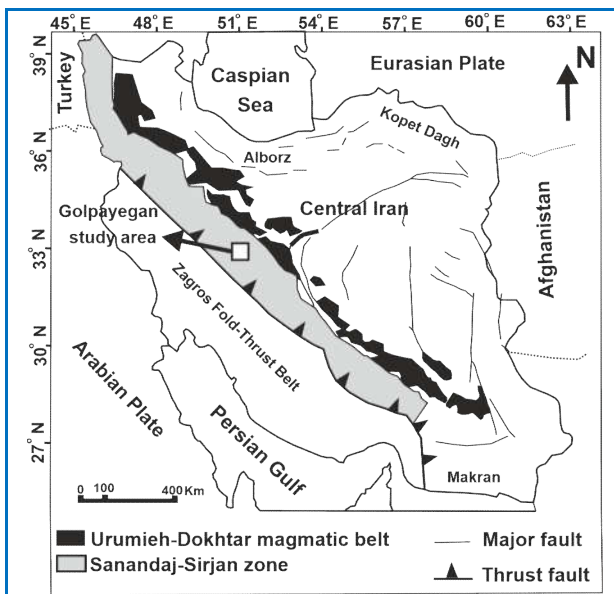 45° E
48° E
51° E
54° E
57° E
60° E
63° E
39° N
36° N
33° N
30° N
27° N
Turkey
Caspian
Sea
Eurasian Plate
N
Kopet Dagh
Alborz
Golpayegan
study area
Central Iran
Afghanistan
Zagros Fold-Thrust Belt
Arabian Plate
Persian Gulf
Makran
0 100 400 Km
Urumieh-Dokhtar magmatic belt
Major fault
Sanandaj-Sirjan zone
Thrust fault